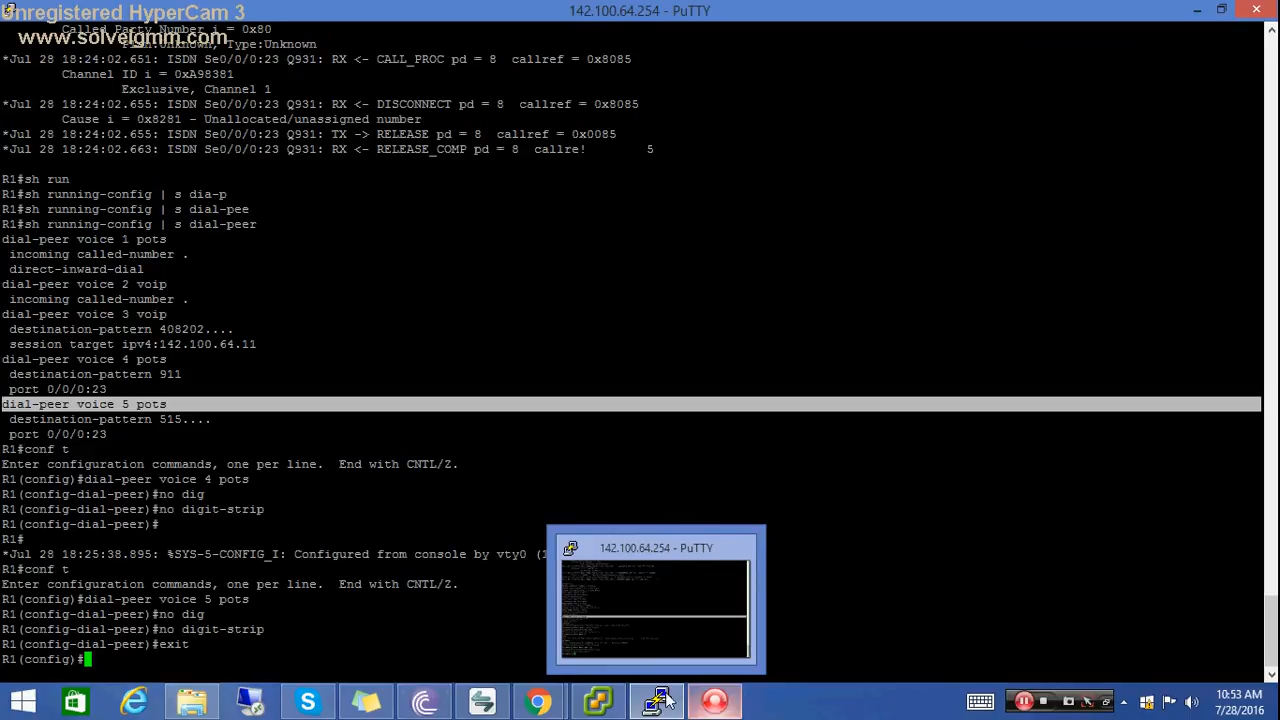 Unregistered HyperCam 3
142.100.64.254 - PuTTY
Called Party Number i = 0x80
www.solvetgmm.com
Type:Unknown
*Jul 28 18:24:02.651: ISDN Se0/0/0:23 Q931: RX <- CALL_PROC pd = 8  callref = 0x8085
Channel ID i = 0xA98381
Exclusive, Channel 1
*Jul 28 18:24:02.655: ISDN Se0/0/0:23 Q931: RX <- DISCONNECT pd = 8  callref = 0x8085
Cause i = 0x8281 - Unallocated/unassigned number
*Jul 28 18:24:02.655: ISDN Se0/0/0:23 Q931: TX -> RELEASE pd = 8  callref = 0x0085
*Jul 28 18:24:02.663: ISDN Se0/0/0:23 Q931: RX <- RELEASE_COMP pd = 8  callre!         5
R1#sh run
R1#sh running-config | s dia-p
R1#sh running-config | s dial-pee
R1#sh running-config | s dial-peer
dial-peer voice 1 pots
incoming called-number .
direct-inward-dial
dial-peer voice 2 voip
incoming called-number .
dial-peer voice 3 voip
destination-pattern 408202....
session target ipv4:142.100.64.11
dial-peer voice 4 pots
destination-pattern 911
port 0/0/0:23
dial-peer voice 5 pots
destination-pattern 515....
port 0/0/0:23
R1#conf t
Enter configuration commands, one per line.  End with CNTL/Z.
R1(config)#dial-peer voice 4 pots
R1(config-dial-peer)#no dig
R1(config-dial-peer)#no digit-strip
R1(config-dial-peer)#
R1#
*Jul 28 18:25:38.895: %SYS-5-CONFIG_I: Configured from console by vty0 (1
R1#conf t
Enter configuration commands, one per line.  End with CNTL/Z.
R1(config)#dial-peer voice 5 pots
R1(config-dial-peer)#no dig
R1(config-dial-peer)#no digit-strip
R1(config-dial-peer)#exit
R1(config)#
142.100.64.254 - PuTTY
10:53 AM
7/28/2016